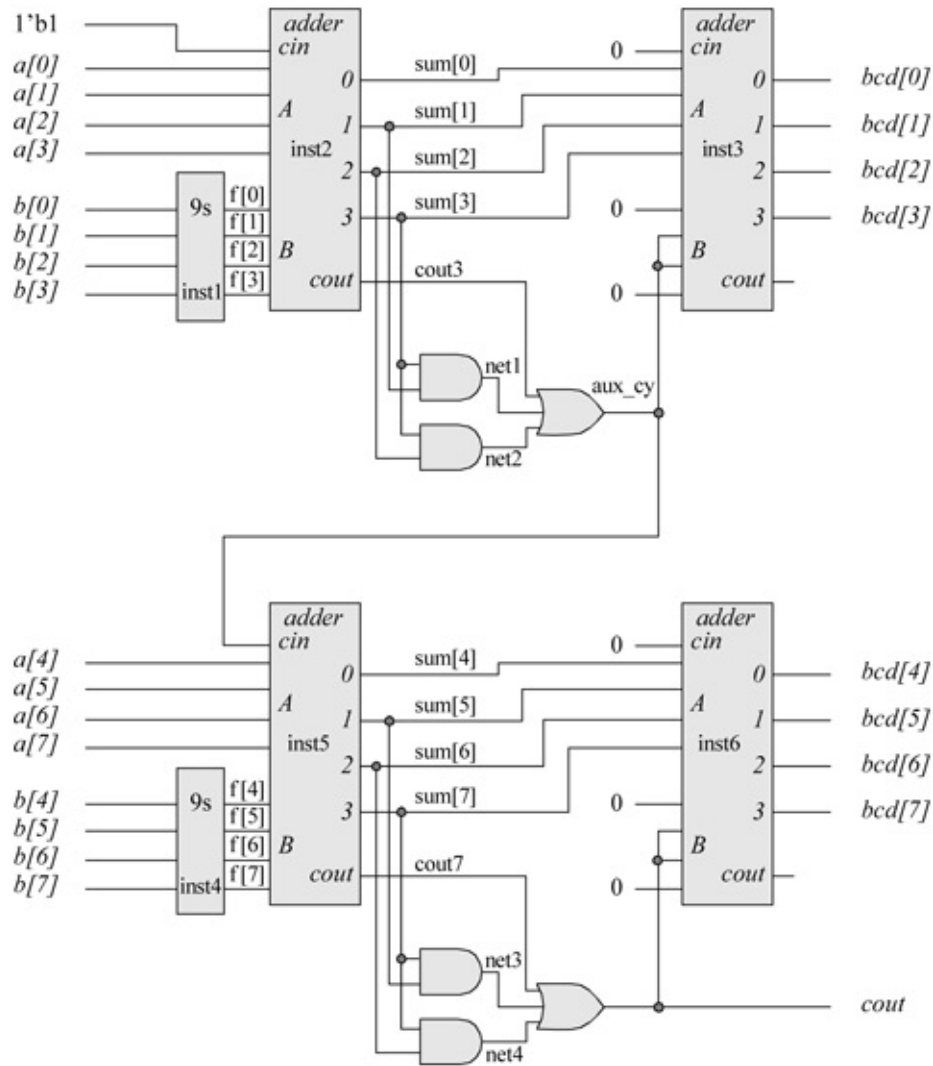 1'b1
a[0]
a[1]
a[2]
a[3]
b[0]
b[1]
b[2]
b[3]
9s
inst1
f[0]
f[1]
f[2]
f[3]
adder
cin
A
inst2
B
0
1
2
3
cout
sum[0]
sum[1]
sum[2]
sum[3]
cout3
net1
net2
aux_cy
0
0
0
adder
cin
A
inst3
B
0
1
2
3
cout
bcd[0]
bcd[1]
bcd[2]
bcd[3]
a[4]
a[5]
a[6]
a[7]
b[4]
b[5]
b[6]
b[7]
9s
inst4
f[4]
f[5]
f[6]
f[7]
adder
cin
A
inst5
B
0
1
2
3
cout
sum[4]
sum[5]
sum[6]
sum[7]
cout7
net3
net4
0
0
0
adder
cin
A
inst6
B
0
1
2
3
cout
bcd[4]
bcd[5]
bcd[6]
bcd[7]
cout